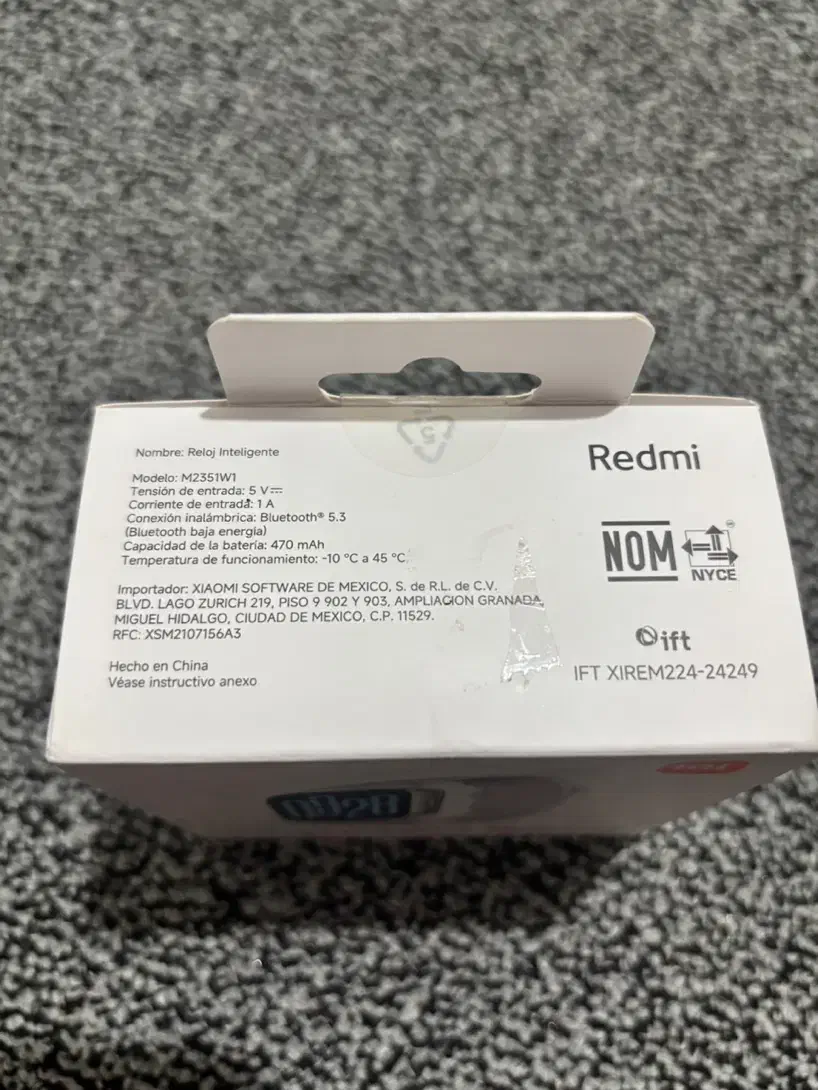 Nombre: Reloj Inteligente
Modelo: M2351W1
Tensión de entrada: 5 V
Corriente de entrada: 1 A
Conexión inalámbrica: Bluetooth® 5.3
(Bluetooth baja energía)
Capacidad de la batería: 470 mAh
Temperatura de funcionamiento: -10 °C a 45 °C
Importador: XIAOMI SOFTWARE DE MEXICO, S. de R.L. de C.V.
BLVD. LAGO ZURICH 219, PISO 9 902 Y 903, AMPLIACION GRANADA,
MIGUEL HIDALGO, CIUDAD DE MEXICO, C.P. 11529.
RFC: XSM2107156A3
Hecho en China
Véase instructivo anexo
Redmi
NOM
NYCE
ift
IFT XIREM224-24249
5